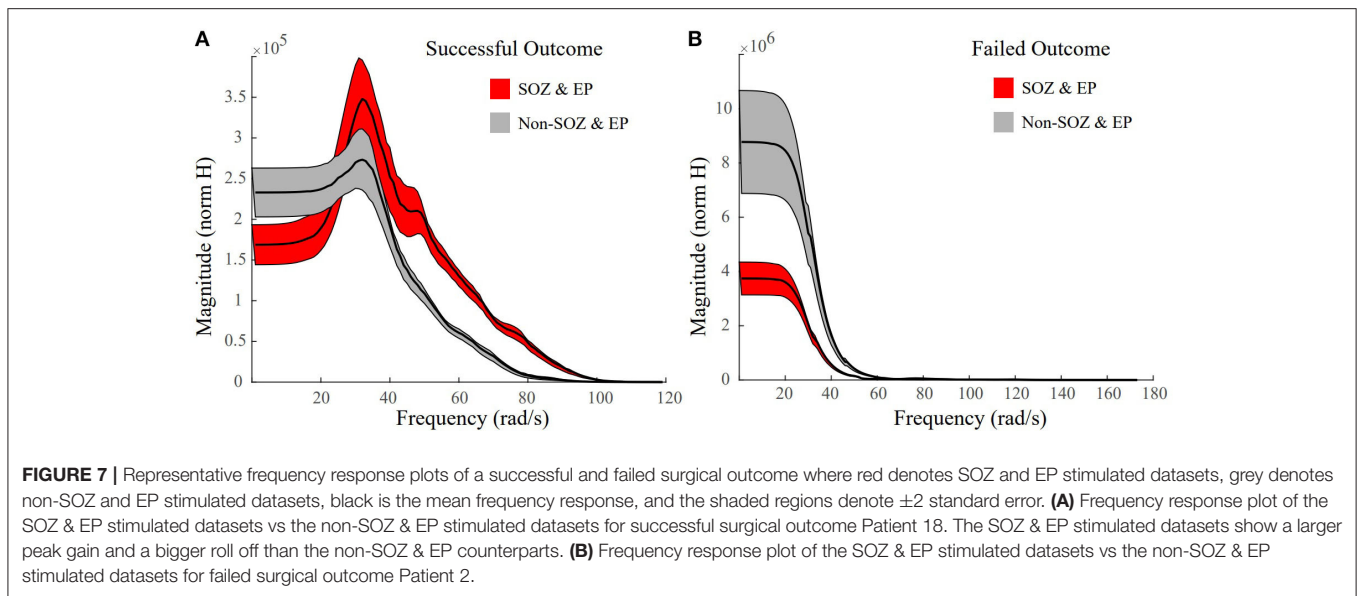 A
×10⁵
Successful Outcome
SOZ & EP
Non-SOZ & EP
3.5
3
2.5
2
1.5
1
0.5
0
Magnitude (norm H)
20 40 60 80 100 120
Frequency (rad/s)
B
×10⁶
Failed Outcome
SOZ & EP
Non-SOZ & EP
10
8
6
4
2
0
Magnitude (norm H)
20 40 60 80 100 120 140 160 180
Frequency (rad/s)
FIGURE 7 | Representative frequency response plots of a successful and failed surgical outcome where red denotes SOZ and EP stimulated datasets, grey denotes
non-SOZ and EP stimulated datasets, black is the mean frequency response, and the shaded regions denote ±2 standard error. (A) Frequency response plot of the
SOZ & EP stimulated datasets vs the non-SOZ & EP stimulated datasets for successful surgical outcome Patient 18. The SOZ & EP stimulated datasets show a larger
peak gain and a bigger roll off than the non-SOZ & EP counterparts. (B) Frequency response plot of the SOZ & EP stimulated datasets vs the non-SOZ & EP
stimulated datasets for failed surgical outcome Patient 2.